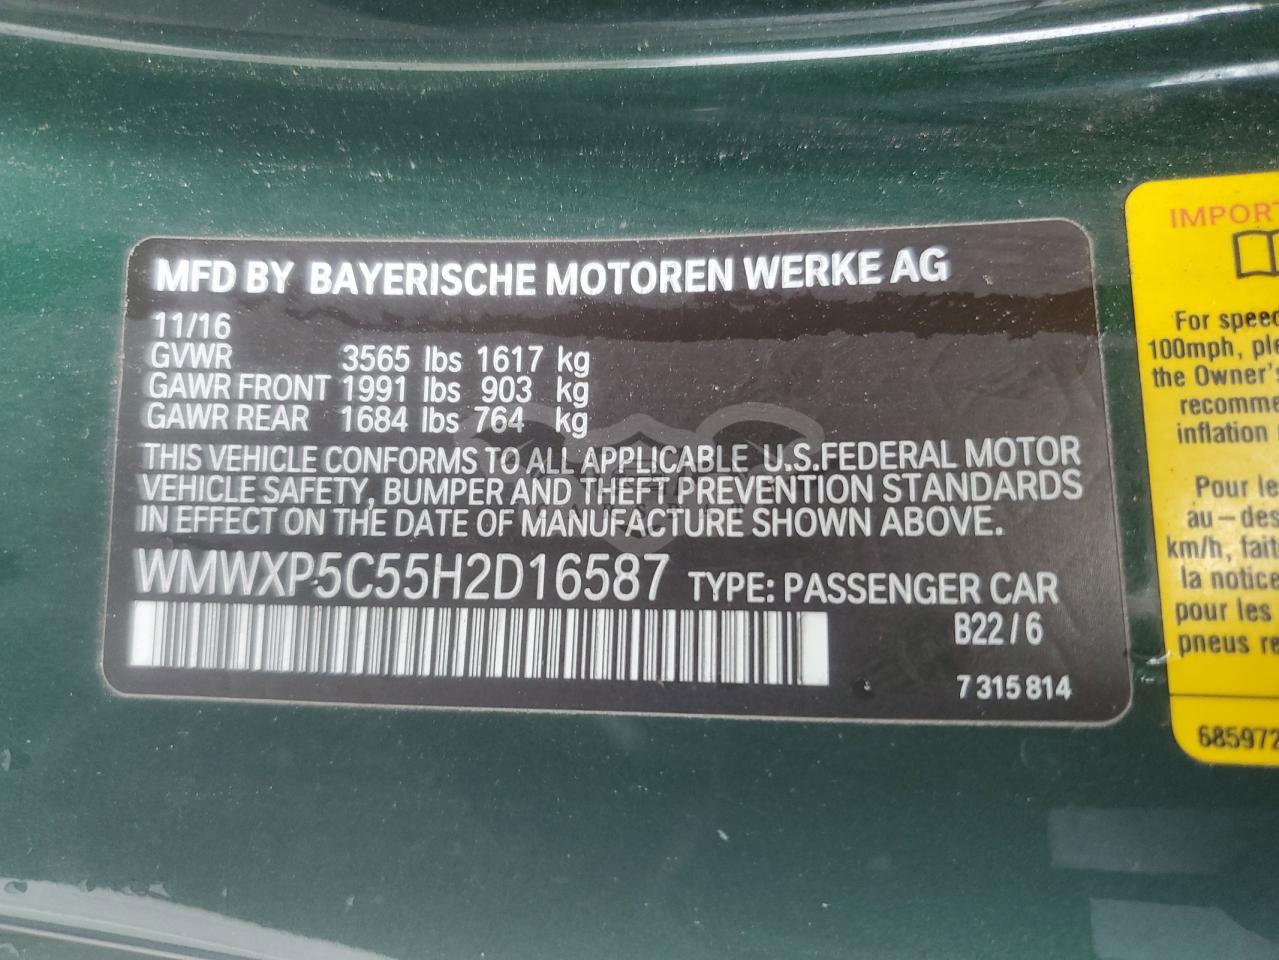 MFD BY BAYERISCHE MOTOREN WERKE AG
11/16
GVWR 3565 lbs 1617 kg
GAWR FRONT 1991 lbs 903 kg
GAWR REAR 1684 lbs 764 kg
THIS VEHICLE CONFORMS TO ALL APPLICABLE U.S.FEDERAL MOTOR
VEHICLE SAFETY, BUMPER AND THEFT PREVENTION STANDARDS
IN EFFECT ON THE DATE OF MANUFACTURE SHOWN ABOVE.
WMWXP5C55H2D16587 TYPE: PASSENGER CAR
B22/6
7 315 814
IMPORT
For speed
100mph, ple
the Owner's
recomme
inflation
Pour le
au-des
km/h, fait
la notice
pour les
pneus re
685972